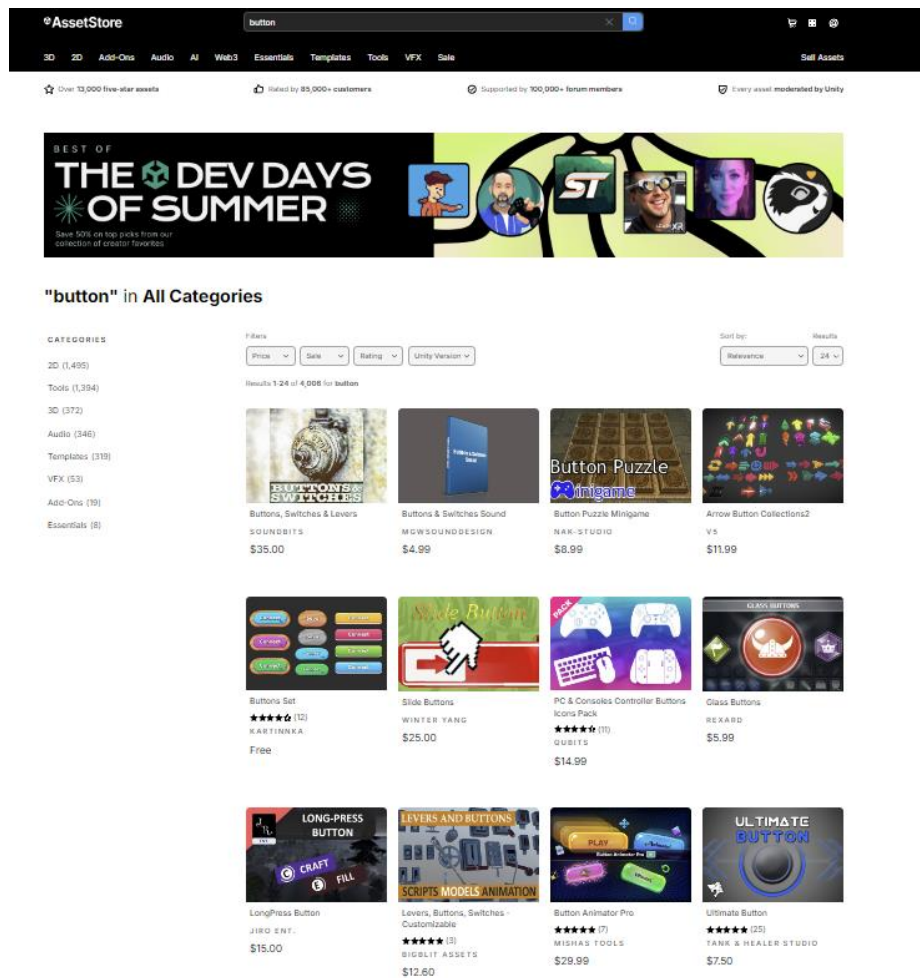 AssetStore
button
3D 2D Add-Ons Audio AI Web3 Essentials Templates Tools VFX Sale Sell Assets
Over 13,000 five-star assets
Rated by 85,000+ customers
Supported by 100,000+ forum members
Every asset moderated by Unity
BEST OF
THE DEV DAYS
OF SUMMER
Save 50% on top picks from our
collection of creator favorites
ST
XR
"button" in All Categories
CATEGORIES
2D (1,495)
Tools (1,394)
3D (372)
Audio (346)
Templates (319)
VFX (53)
Add-Ons (19)
Essentials (8)
Filters
Price Sale Rating Unity Version
Sort by: Results
Relevance 24
Results 1-24 of 4,006 for button
BUTTONS &
SWITCHES
Buttons, Switches & Levers
SOUNDBITS
$35.00
Buttons & Switches Sound
MGWSOUNDDESIGN
$4.99
Button Puzzle
Minigame
Button Puzzle Minigame
NAK-STUDIO
$8.99
Arrow Button Collections2
VS
$11.99
Buttons Set
(12)
KARTINNKA
Free
Slide Button
Slide Buttons
WINTER YANG
$25.00
PACK
PC & Consoles Controller Buttons
Icons Pack
(11)
QUBITS
$14.99
GLASS BUTTONS
Glass Buttons
REXARD
$5.99
LONG-PRESS
BUTTON
C CRAFT
E FILL
LongPress Button
JIRO ENT.
$15.00
LEVERS AND BUTTONS
SCRIPTS MODELS ANIMATION
Levers, Buttons, Switches -
Customizable
(3)
BIGBLIT ASSETS
$12.60
PLAY
Button Animator Pro
Button Animator Pro
(7)
MISHAS TOOLS
$29.99
ULTIMATE
BUTTON
Ultimate Button
(25)
TANK & HEALER STUDIO
$7.50